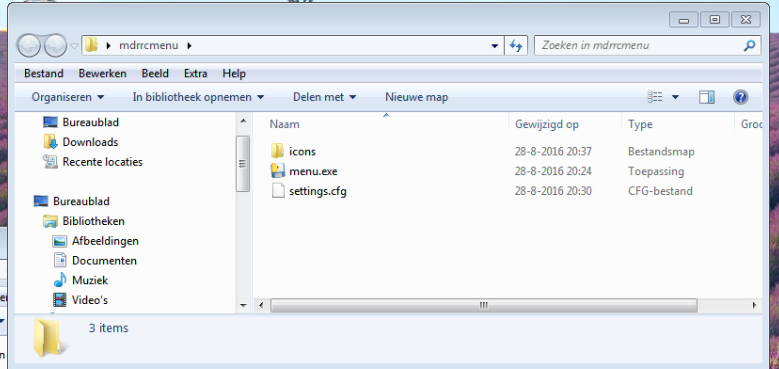 mdrrcmenu
Zoeken in mdrrcmenu
Bestand Bewerken Beeld Extra Help
Organiseren In bibliotheek opnemen Delen met Nieuwe map
Bureaublad
Downloads
Recente locaties
Bureaublad
Bibliotheken
Afbeeldingen
Documenten
Muziek
Video's
Naam Gewijzigd op Type Groo
icons 28-8-2016 20:37 Bestandsmap
menu.exe 28-8-2016 20:24 Toepassing
settings.cfg 28-8-2016 20:30 CFG-bestand
3 items